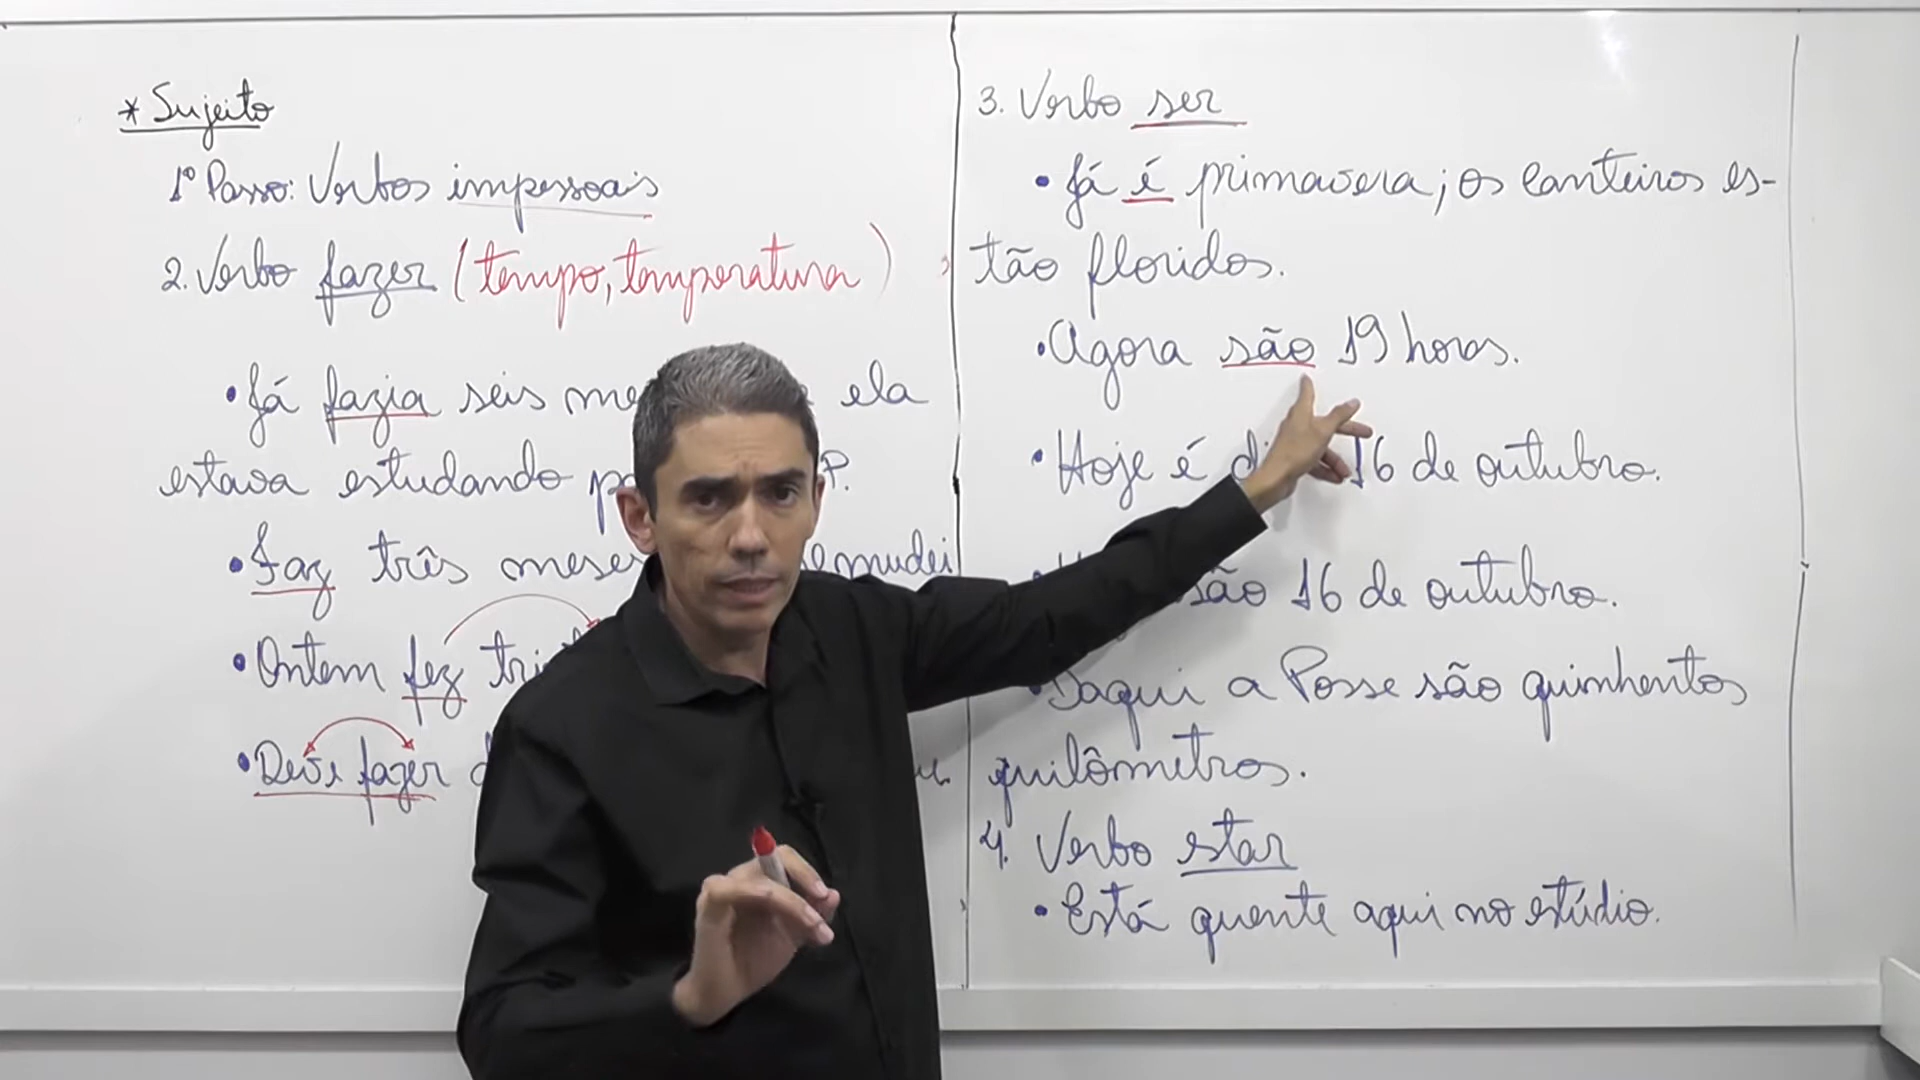 * Sujeito
1º Passo: Verbos impessoais
2. Verbo fazer (tempo, temperatura)
• Já fazia seis ela
estava estudando P.
• Faz três meses mudei
• Ontem fez
• Deve fazer
3. Verbo ser
• Já é primavera; os canteiros es-
tão floridos.
• Agora são 19 horas.
• Hoje é 16 de outubro.
são 16 de outubro.
• Daqui a Posse são quinhentos
quilômetros.
4. Verbo estar
• Está quente aqui no estúdio.